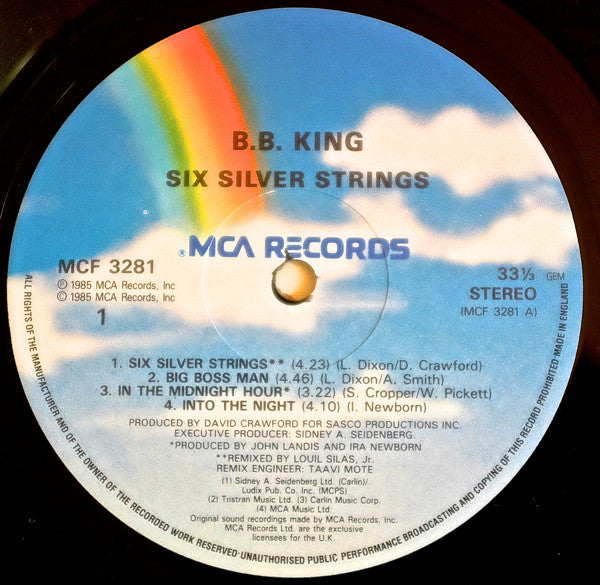 B.B. KING
SIX SILVER STRINGS
®MCA RECORDS
MCF 3281
℗ 1985 MCA Records, Inc
© 1985 MCA Records, Inc
1
33⅓ GEM
STEREO
(MCF 3281 A)
1. SIX SILVER STRINGS** (4.23) (L. Dixon/D. Crawford)
2. BIG BOSS MAN (4.46) (L. Dixon/A. Smith)
3. IN THE MIDNIGHT HOUR* (3.22) (S. Cropper/W. Pickett)
4. INTO THE NIGHT (4.10) (I. Newborn)
PRODUCED BY DAVID CRAWFORD FOR SASCO PRODUCTIONS INC.
EXECUTIVE PRODUCER: SIDNEY A. SEIDENBERG.
*PRODUCED BY JOHN LANDIS AND IRA NEWBORN
**REMIXED BY LOUIL SILAS, Jr.
REMIX ENGINEER: TAAVI MOTE
(1) Sidney A. Seidenberg Ltd. (Carlin)/
Ludix Pub. Co. Inc. (MCPS)
(2) Tristran Music Ltd. (3) Carlin Music Corp.
(4) MCA Music Ltd.
Original sound recordings made by MCA Records, Inc.
MCA Records Ltd. are the exclusive
licensees for the U.K.
ALL RIGHTS OF THE MANUFACTURER AND OF THE OWNER OF THE RECORDED WORK RESERVED·UNAUTHORISED PUBLIC PERFORMANCE BROADCASTING AND COPYING OF THIS RECORD PROHIBITED·MADE IN ENGLAND